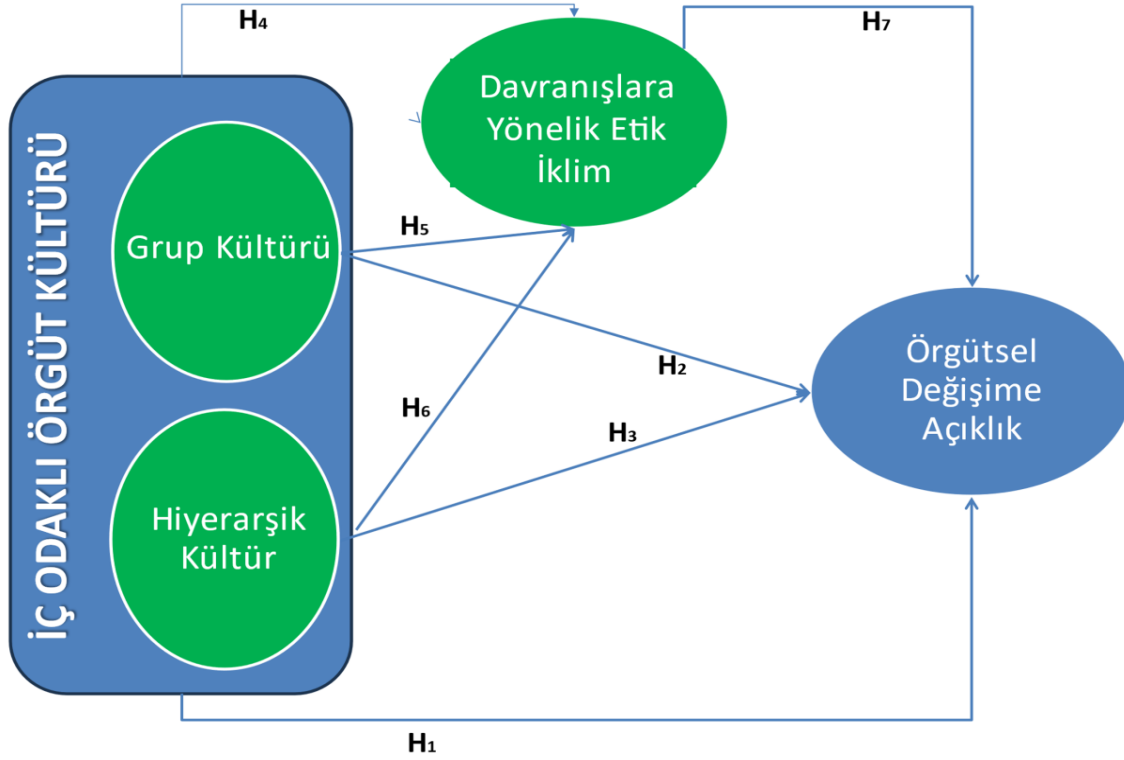 H₄
H₇
Davranışlara
Yönelik Etik
İklim
İÇ ODAKLI ÖRGÜT KÜLTÜRÜ
Grup Kültürü
H₅
H₂
Örgütsel
Değişime
Açıklık
H₆
H₃
Hiyerarşik
Kültür
H₁